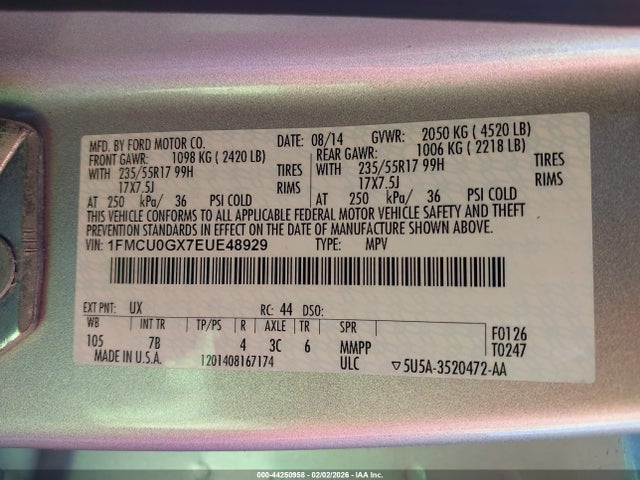 MFD. BY FORD MOTOR CO. DATE: 08/14 GVWR: 2050 KG ( 4520 LB)
FRONT GAWR: 1098 KG ( 2420 LB) REAR GAWR: 1006 KG ( 2218 LB)
WITH 235/55R17 99H TIRES WITH 235/55R17 99H TIRES
17X7.5J RIMS 17X7.5J RIMS
AT 250 kPa/ 36 PSI COLD AT 250 kPa/ 36 PSI COLD
THIS VEHICLE CONFORMS TO ALL APPLICABLE FEDERAL MOTOR VEHICLE SAFETY AND THEFT
PREVENTION STANDARDS IN EFFECT ON THE DATE OF MANUFACTURE SHOWN ABOVE.
VIN: 1FMCU0GX7EUE48929 TYPE: MPV
EXT PNT: UX RC: 44 DSO:
WB INT TR TP/PS R AXLE TR SPR F0126
105 7B 4 3C 6 MMPP T0247
MADE IN U.S.A. 1201408167174 ULC ▽5U5A-3520472-AA
000-44250958 - 02/02/2026 - IAA Inc.